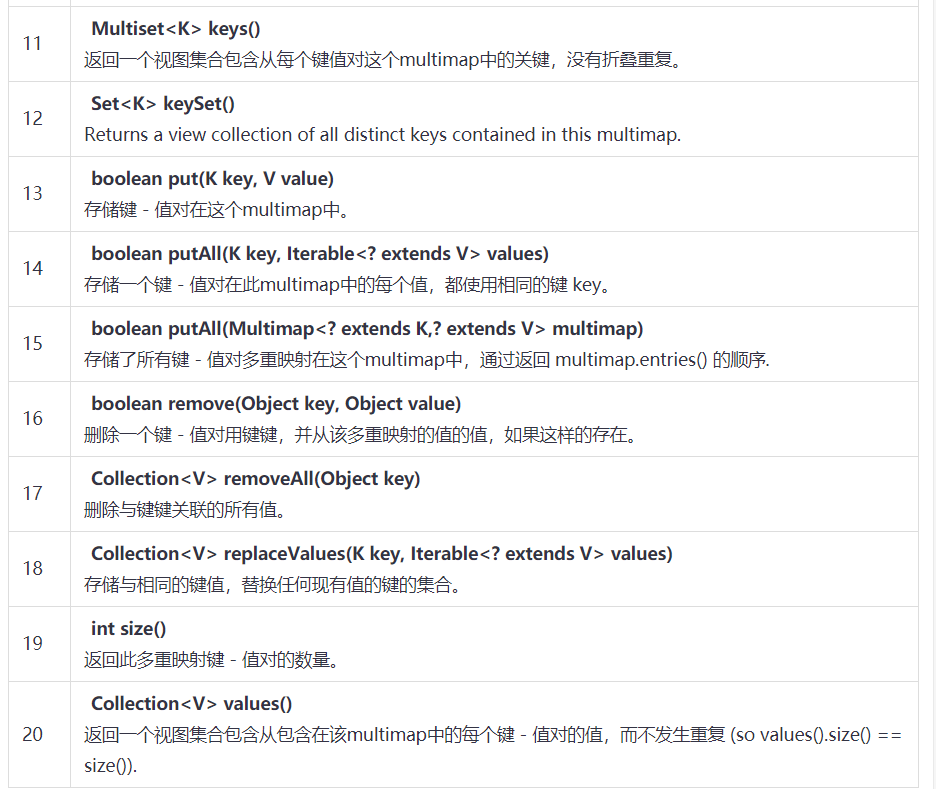 11
Multiset<K> keys()
返回一个视图集合包含从每个键值对这个multimap中的关键，没有折叠重复。
12
Set<K> keySet()
Returns a view collection of all distinct keys contained in this multimap.
13
boolean put(K key, V value)
存储键 - 值对在这个multimap中。
14
boolean putAll(K key, Iterable<? extends V> values)
存储一个键 - 值对在此multimap中的每个值，都使用相同的键 key。
15
boolean putAll(Multimap<? extends K,? extends V> multimap)
存储了所有键 - 值对多重映射在这个multimap中，通过返回 multimap.entries() 的顺序.
16
boolean remove(Object key, Object value)
删除一个键 - 值对用键键，并从该多重映射的值的值，如果这样的存在。
17
Collection<V> removeAll(Object key)
删除与键键关联的所有值。
18
Collection<V> replaceValues(K key, Iterable<? extends V> values)
存储与相同的键值，替换任何现有值的键的集合。
19
int size()
返回此多重映射键 - 值对的数量。
20
Collection<V> values()
返回一个视图集合包含从包含在该multimap中的每个键 - 值对的值，而不发生重复 (so values().size() ==
size()).